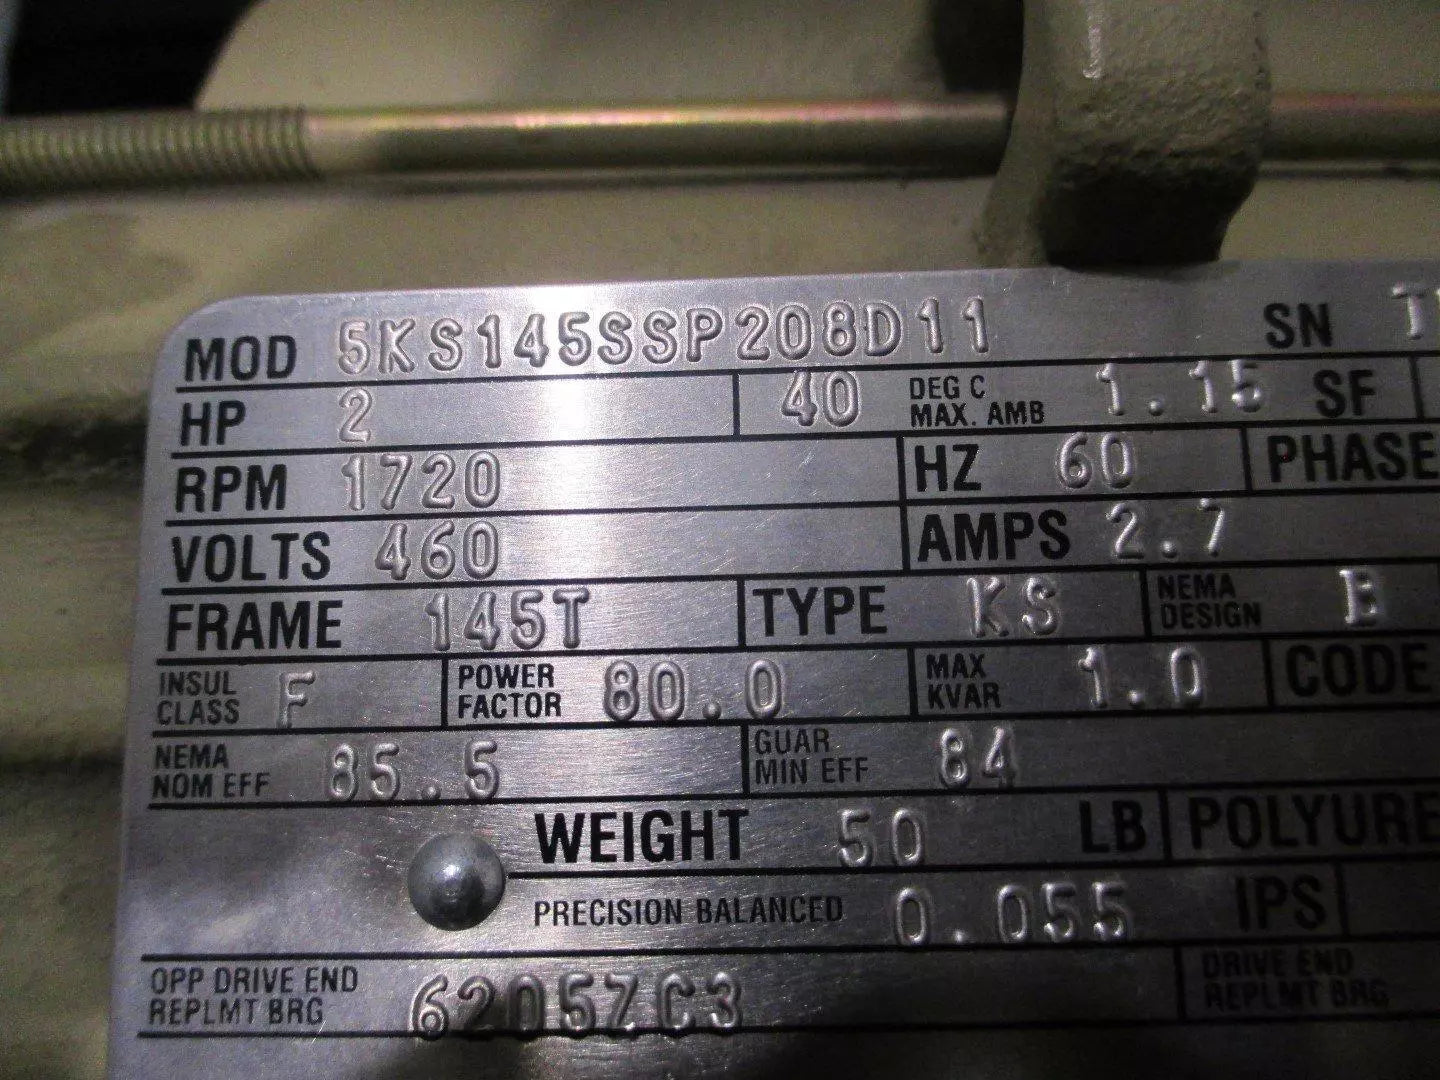 MOD 5KS145SSP208D11 SN
HP 2 40 DEG C MAX. AMB 1.15 SF
RPM 1720 HZ 60 PHASE
VOLTS 460 AMPS 2.7
FRAME 145T TYPE KS NEMA DESIGN B
INSUL CLASS F POWER FACTOR 80.0 MAX KVAR 1.0 CODE
NEMA NOM EFF 85.5 GUAR MIN EFF 84
WEIGHT 50 LB POLYURE
PRECISION BALANCED 0.055 IPS
OPP DRIVE END REPLMT BRG 6205ZC3 DRIVE END REPLMT BRG